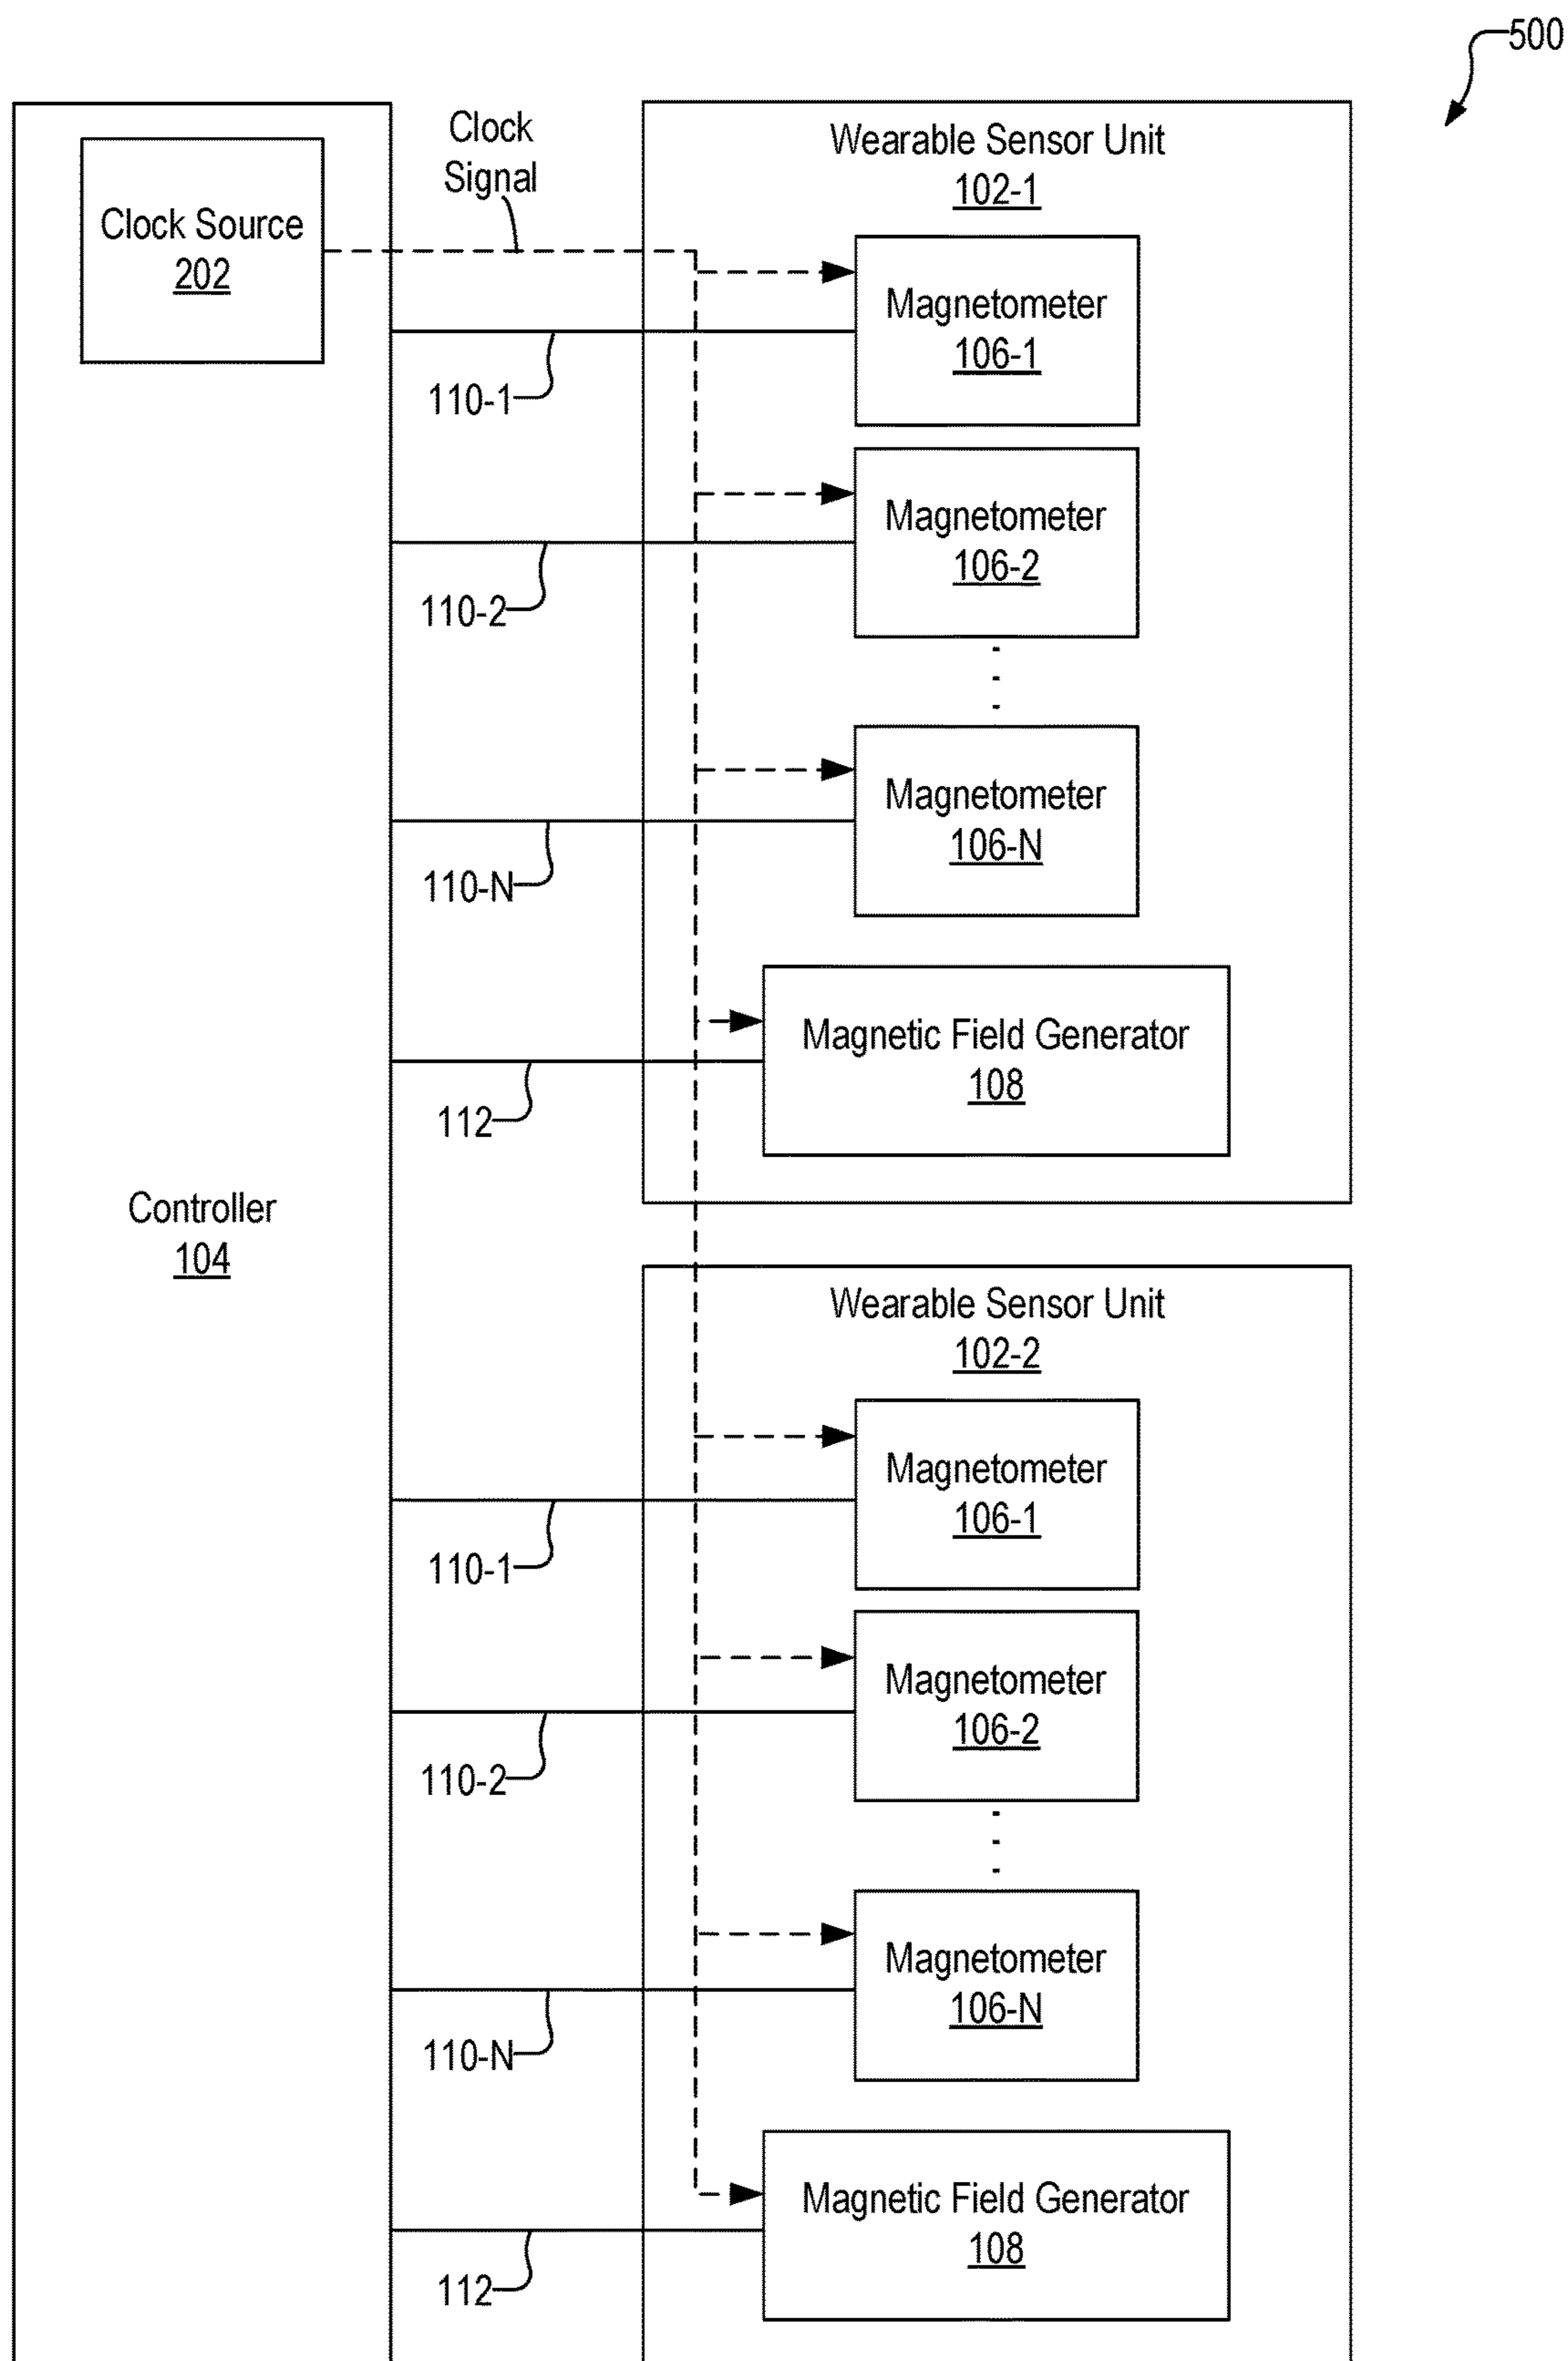 500
Clock
Signal
Clock Source
202
Wearable Sensor Unit
102-1
Magnetometer
106-1
110-1
Magnetometer
106-2
110-2
Magnetometer
106-N
110-N
Magnetic Field Generator
108
112
Controller
104
Wearable Sensor Unit
102-2
Magnetometer
106-1
110-1
Magnetometer
106-2
110-2
Magnetometer
106-N
110-N
Magnetic Field Generator
108
112